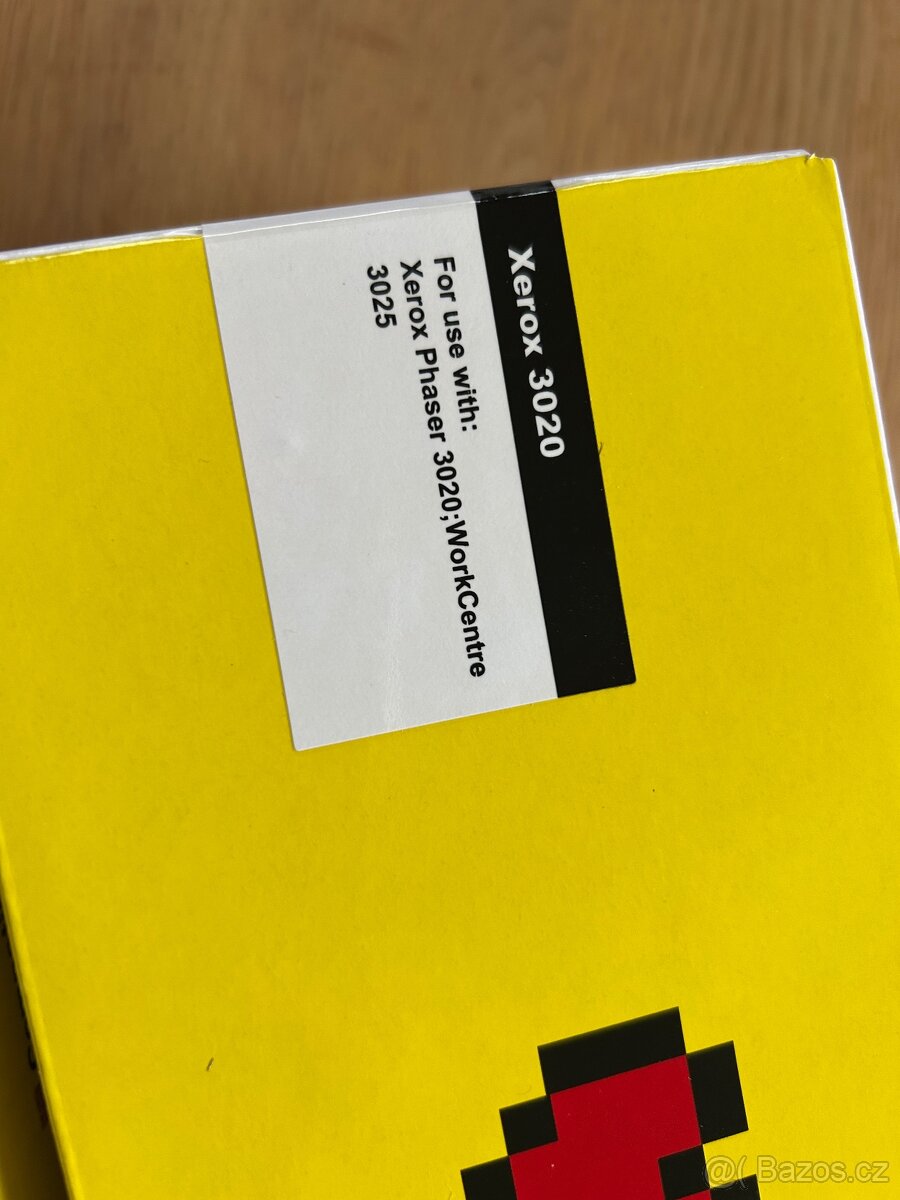 Xerox 3020
For use with:
Xerox Phaser 3020;WorkCentre
3025
@( Bazos.cz